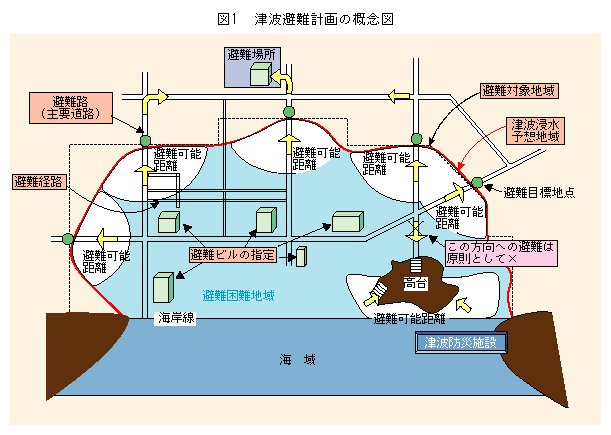 図1　津波避難計画の概念図
避難場所
避難路
(主要道路)
避難対象地域
津波浸水
予想地域
避難可能
距離
避難可能
距離
避難可能
距離
避難経路
避難目標地点
避難可能
距離
避難可能
距離
避難ビルの指定
この方向への避難は
原則として×
高台
避難困難地域
海岸線
避難可能距離
津波防災施設
海　域